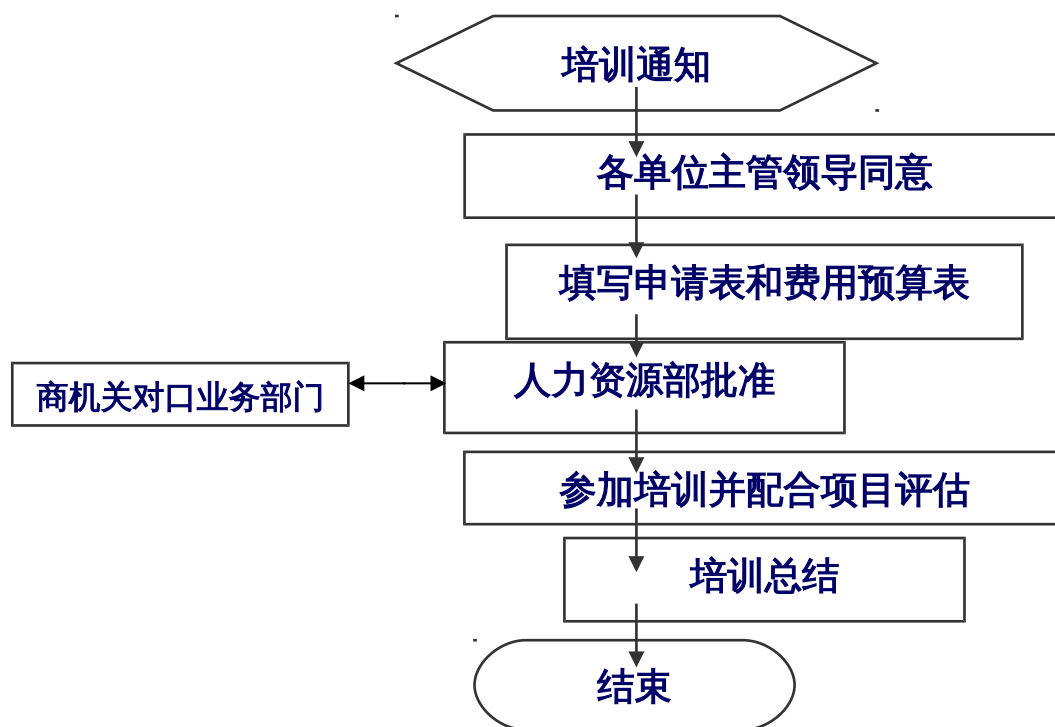 培训通知
各单位主管领导同意
填写申请表和费用预算表
人力资源部批准
商机关对口业务部门
参加培训并配合项目评估
培训总结
结束